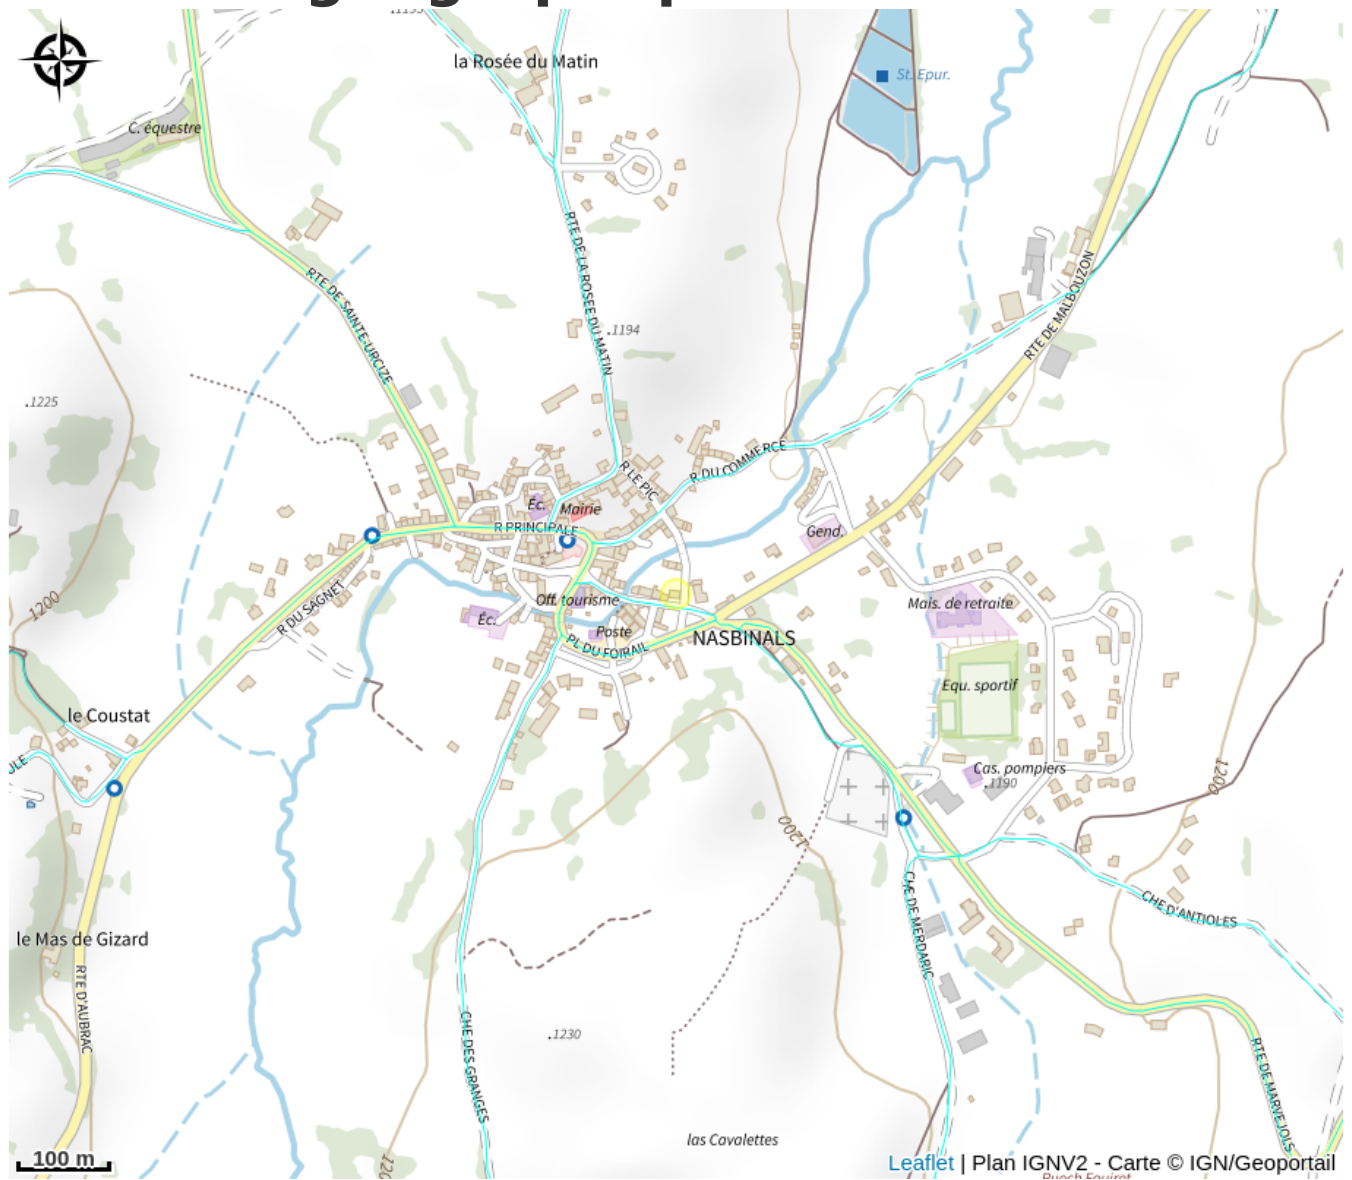 .1193
la Rosée du Matin
St. Epur.
C. équestre
RTE DE LA ROSEE DU MATIN
RTE DE SAINTE-URCIZE
RTE DE MALBOUZON
.1194
.1225
R LE PIC
R DU COMMERCE
Éc.
Mairie
R PRINCIPALE
Gend.
1200
R DU SAGNET
Off. tourisme
Mais. de retraite
Éc.
Poste
PL DU FOIRAIL
NASBINALS
Equ. sportif
le Coustat
ULE
Cas. pompiers
.1190
1200
1200
CHE DE MERDARIC
CHE D'ANTIOLES
le Mas de Gizard
RTE D'AUBRAC
CHE DES GRANGES
.1230
RTE DE MARVEJOLS
las Cavalettes
100 m
Leaflet | Plan IGNV2 - Carte © IGN/Geoportail